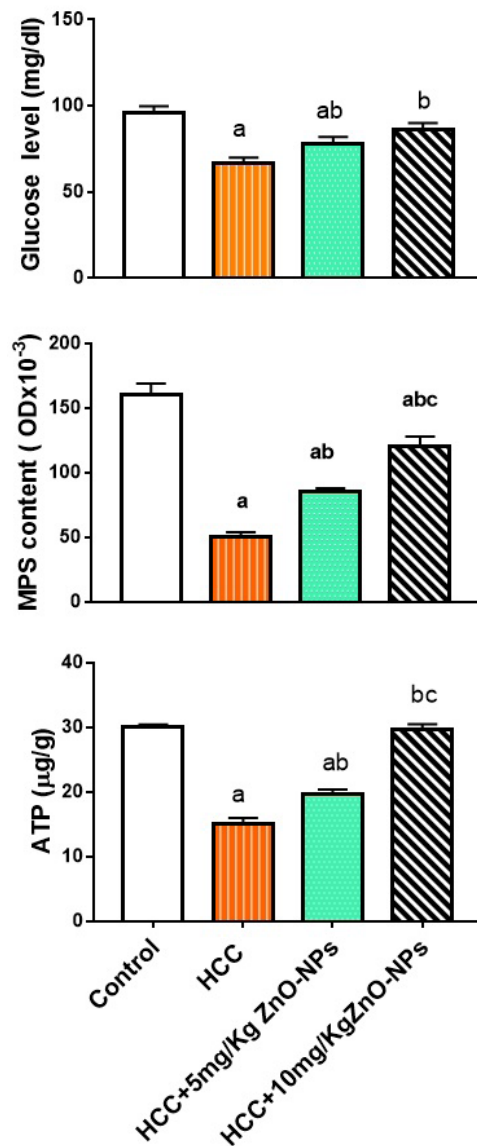 Glucose level (mg/dl)
150
100
50
0
a
ab
b
MPS content ( ODx10⁻³)
200
150
100
50
0
a
ab
abc
ATP (μg/g)
40
30
20
10
0
a
ab
bc
Control
HCC
HCC+5mg/Kg ZnO-NPs
HCC+10mg/KgZnO-NPs